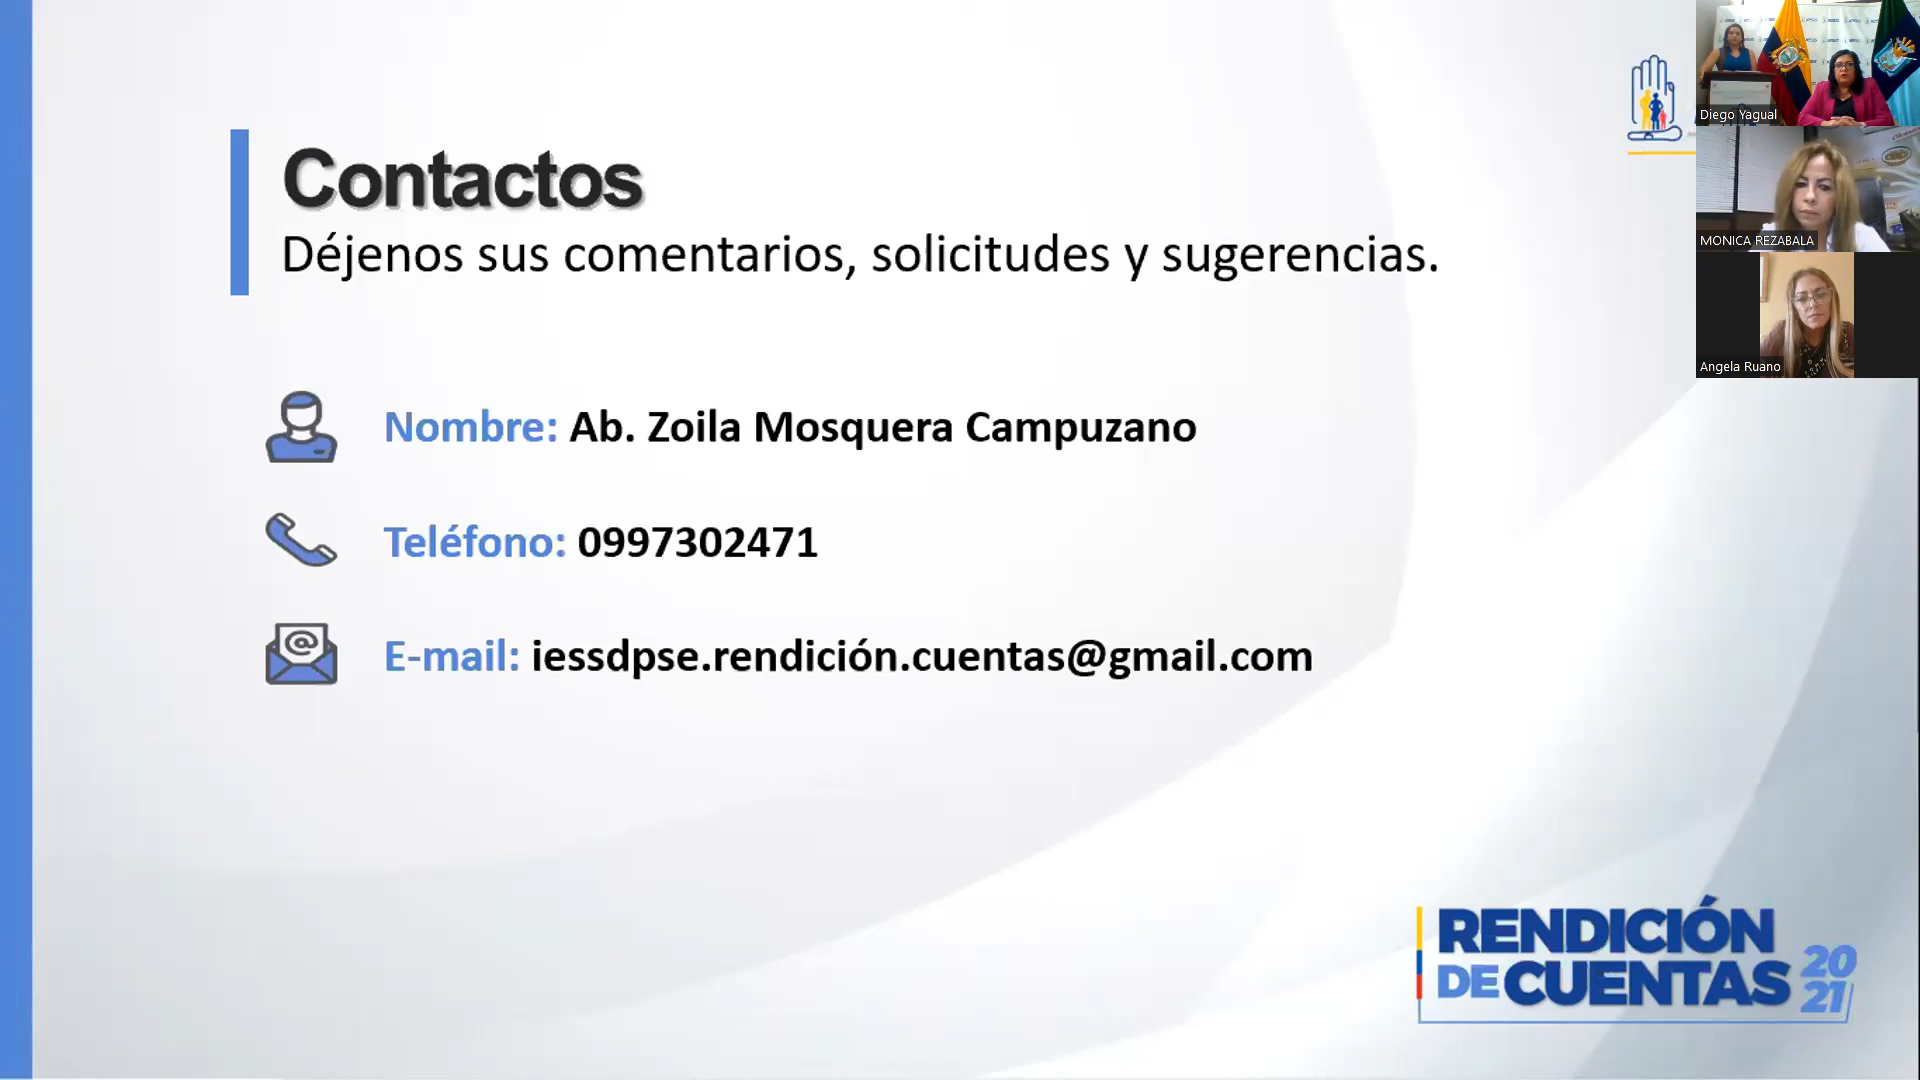 Contactos
Déjenos sus comentarios, solicitudes y sugerencias.
Nombre: Ab. Zoila Mosquera Campuzano
Teléfono: 0997302471
E-mail: iessdpse.rendición.cuentas@gmail.com
RENDICIÓN
DE CUENTAS
20
21
Diego Yagual
MONICA REZABALA
Angela Ruano